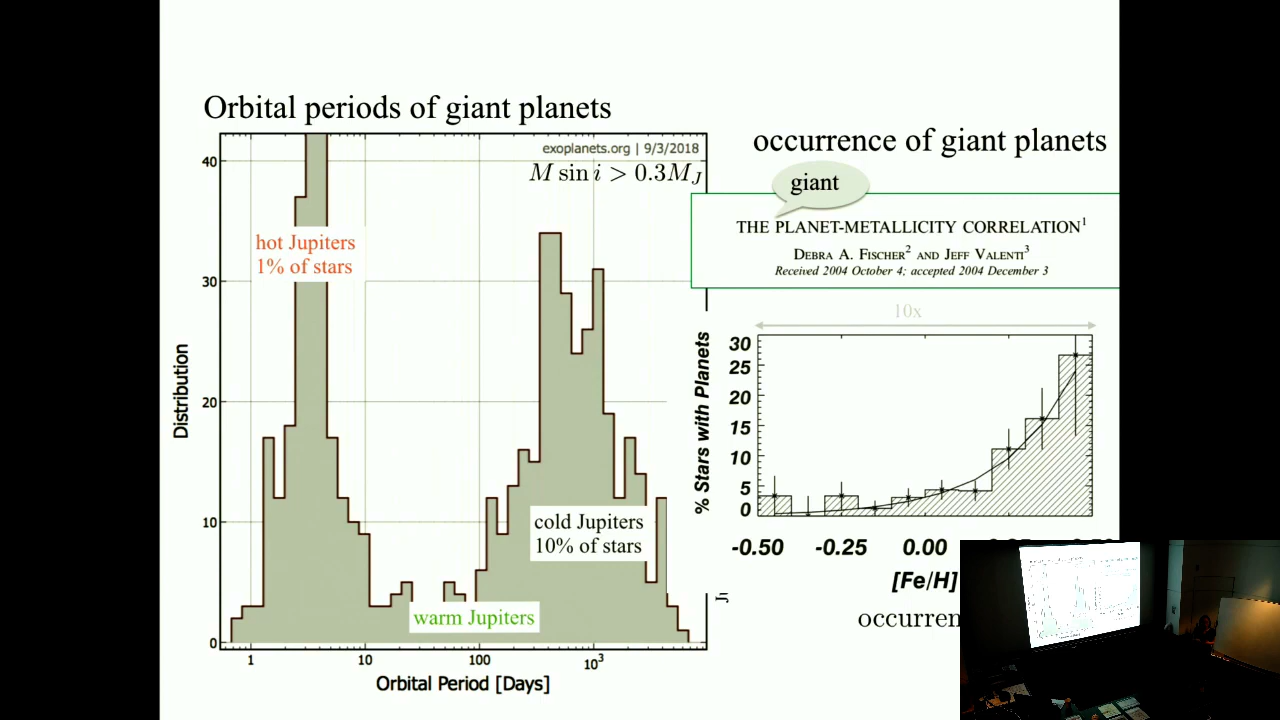 Orbital periods of giant planets
exoplanets.org | 9/3/2018
M sin i > 0.3M_J
40
30
20
10
0
Distribution
hot Jupiters
1% of stars
cold Jupiters
10% of stars
warm Jupiters
1
10
100
10³
Orbital Period [Days]
occurrence of giant planets
giant
THE PLANET-METALLICITY CORRELATION¹
DEBRA A. FISCHER² AND JEFF VALENTI³
Received 2004 October 4; accepted 2004 December 3
10x
% Stars with Planets
30
25
20
15
10
5
0
-0.50
-0.25
0.00
[Fe/H]
occurren